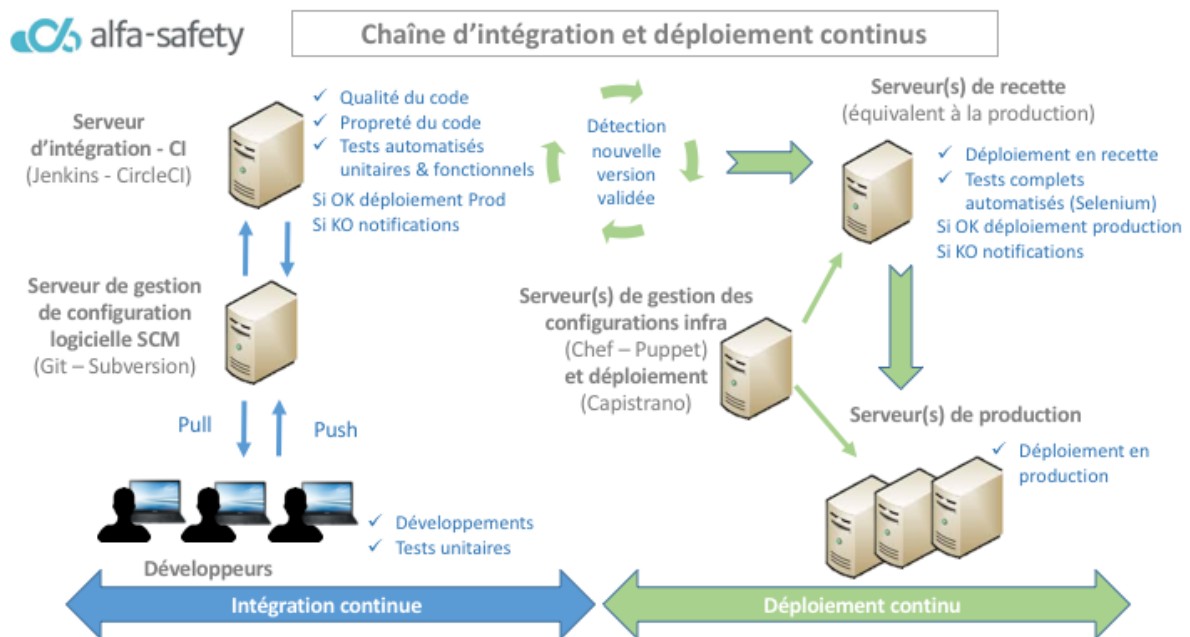 alfa-safety
Chaîne d'intégration et déploiement continus
Serveur
d'intégration - CI
(Jenkins - CircleCI)
✓ Qualité du code
✓ Propreté du code
✓ Tests automatisés
unitaires & fonctionnels
Si OK déploiement Prod
Si KO notifications
Détection
nouvelle
version
validée
Serveur(s) de recette
(équivalent à la production)
✓ Déploiement en recette
✓ Tests complets
automatisés (Selenium)
Si OK déploiement production
Si KO notifications
Serveur de gestion
de configuration
logicielle SCM
(Git – Subversion)
Serveur(s) de gestion des
configurations infra
(Chef – Puppet)
et déploiement
(Capistrano)
Pull
Push
Serveur(s) de production
✓ Déploiement en
production
✓ Développements
✓ Tests unitaires
Développeurs
Intégration continue
Déploiement continu